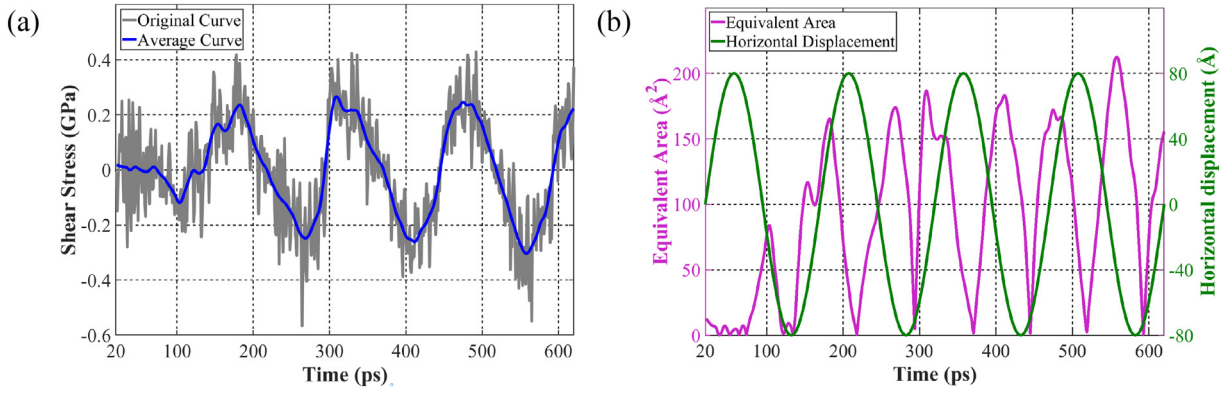 (a)
Original Curve
Average Curve
Shear Stress (GPa)
0.4
0.2
0
-0.2
-0.4
-0.6
20 100 200 300 400 500 600
Time (ps)
(b)
Equivalent Area
Horizontal Displacement
Equivalent Area (Å2)
200
150
100
50
0
20 100 200 300 400 500 600
Time (ps)
80
40
0
-40
-80
Horizontal displacement (Å)